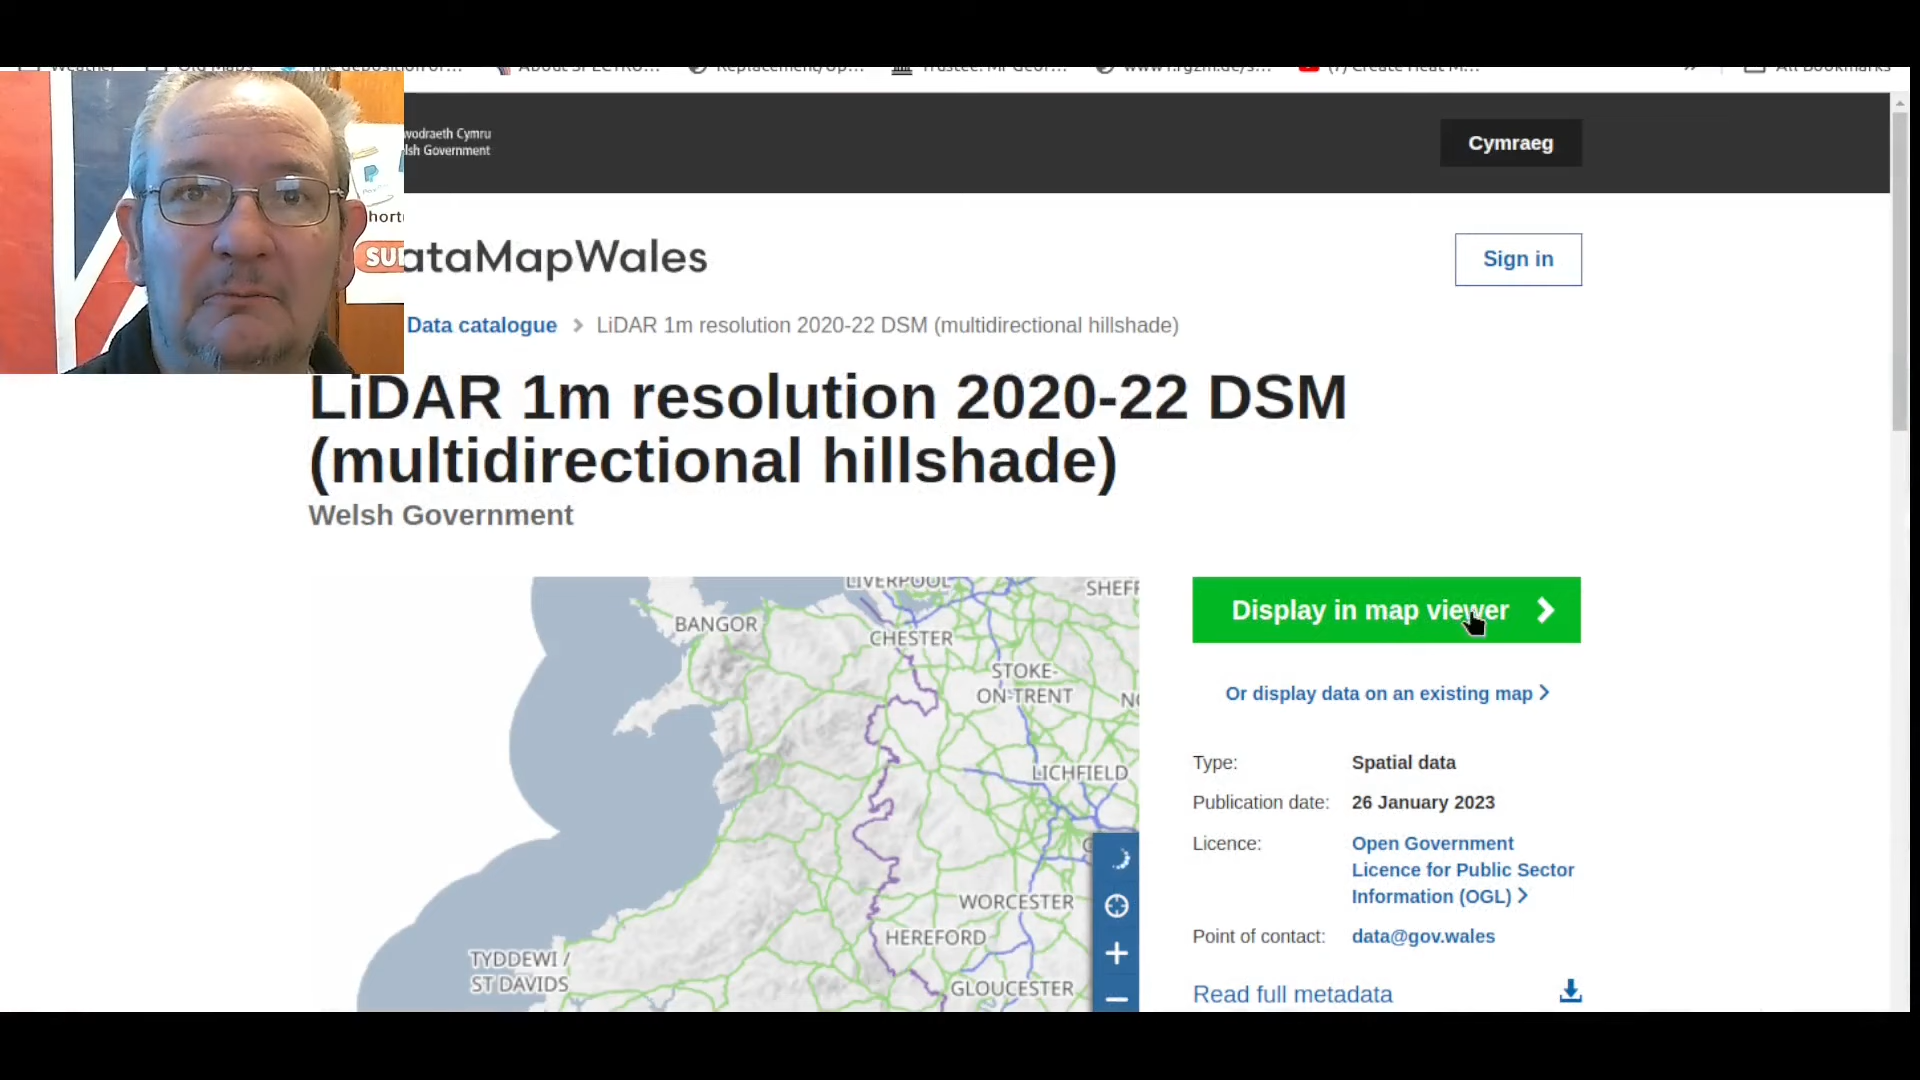 All Bookmarks
wodraeth Cymru
lsh Government
Cymraeg
ataMapWales
Sign in
Data catalogue
LiDAR 1m resolution 2020-22 DSM (multidirectional hillshade)
LiDAR 1m resolution 2020-22 DSM
(multidirectional hillshade)
Welsh Government
LIVERPOOL
SHEFF
BANGOR
CHESTER
STOKE-
ON-TRENT
LICHFIELD
WORCESTER
HEREFORD
TYDDEWI /
ST DAVIDS
GLOUCESTER
Display in map viewer
Or display data on an existing map
Type: Spatial data
Publication date: 26 January 2023
Licence: Open Government
Licence for Public Sector
Information (OGL)
Point of contact: data@gov.wales
Read full metadata